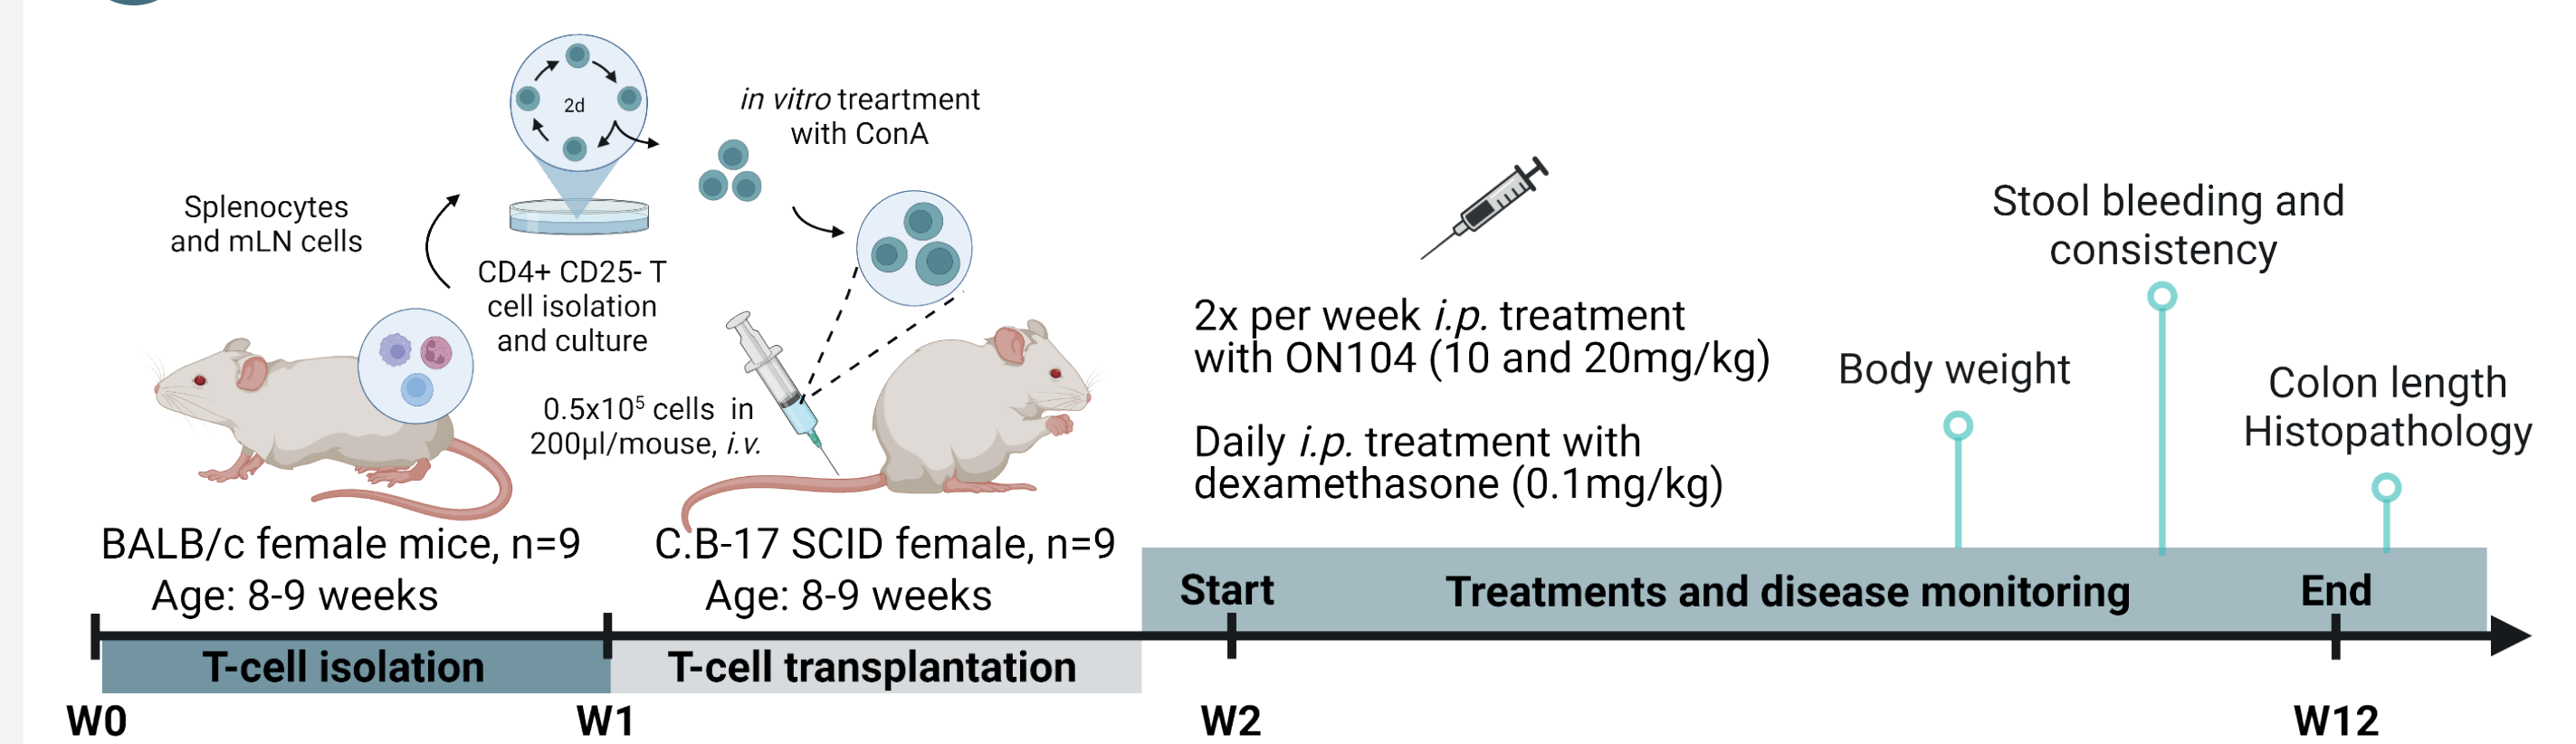 2d
in vitro treartment
with ConA
Splenocytes
and mLN cells
CD4+ CD25- T
cell isolation
and culture
0.5x10⁵ cells in
200µl/mouse, i.v.
BALB/c female mice, n=9
Age: 8-9 weeks
C.B-17 SCID female, n=9
Age: 8-9 weeks
2x per week i.p. treatment
with ON104 (10 and 20mg/kg)
Daily i.p. treatment with
dexamethasone (0.1mg/kg)
Body weight
Stool bleeding and
consistency
Colon length
Histopathology
Start
Treatments and disease monitoring
End
T-cell isolation
T-cell transplantation
W0
W1
W2
W12